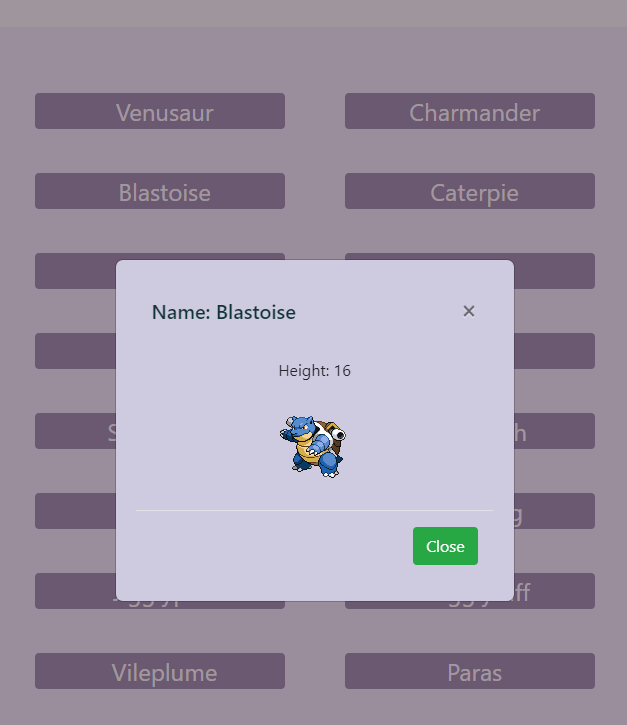 Venusaur
Charmander
Blastoise
Caterpie
Name: Blastoise
×
Height: 16
Close
Vileplume
Paras